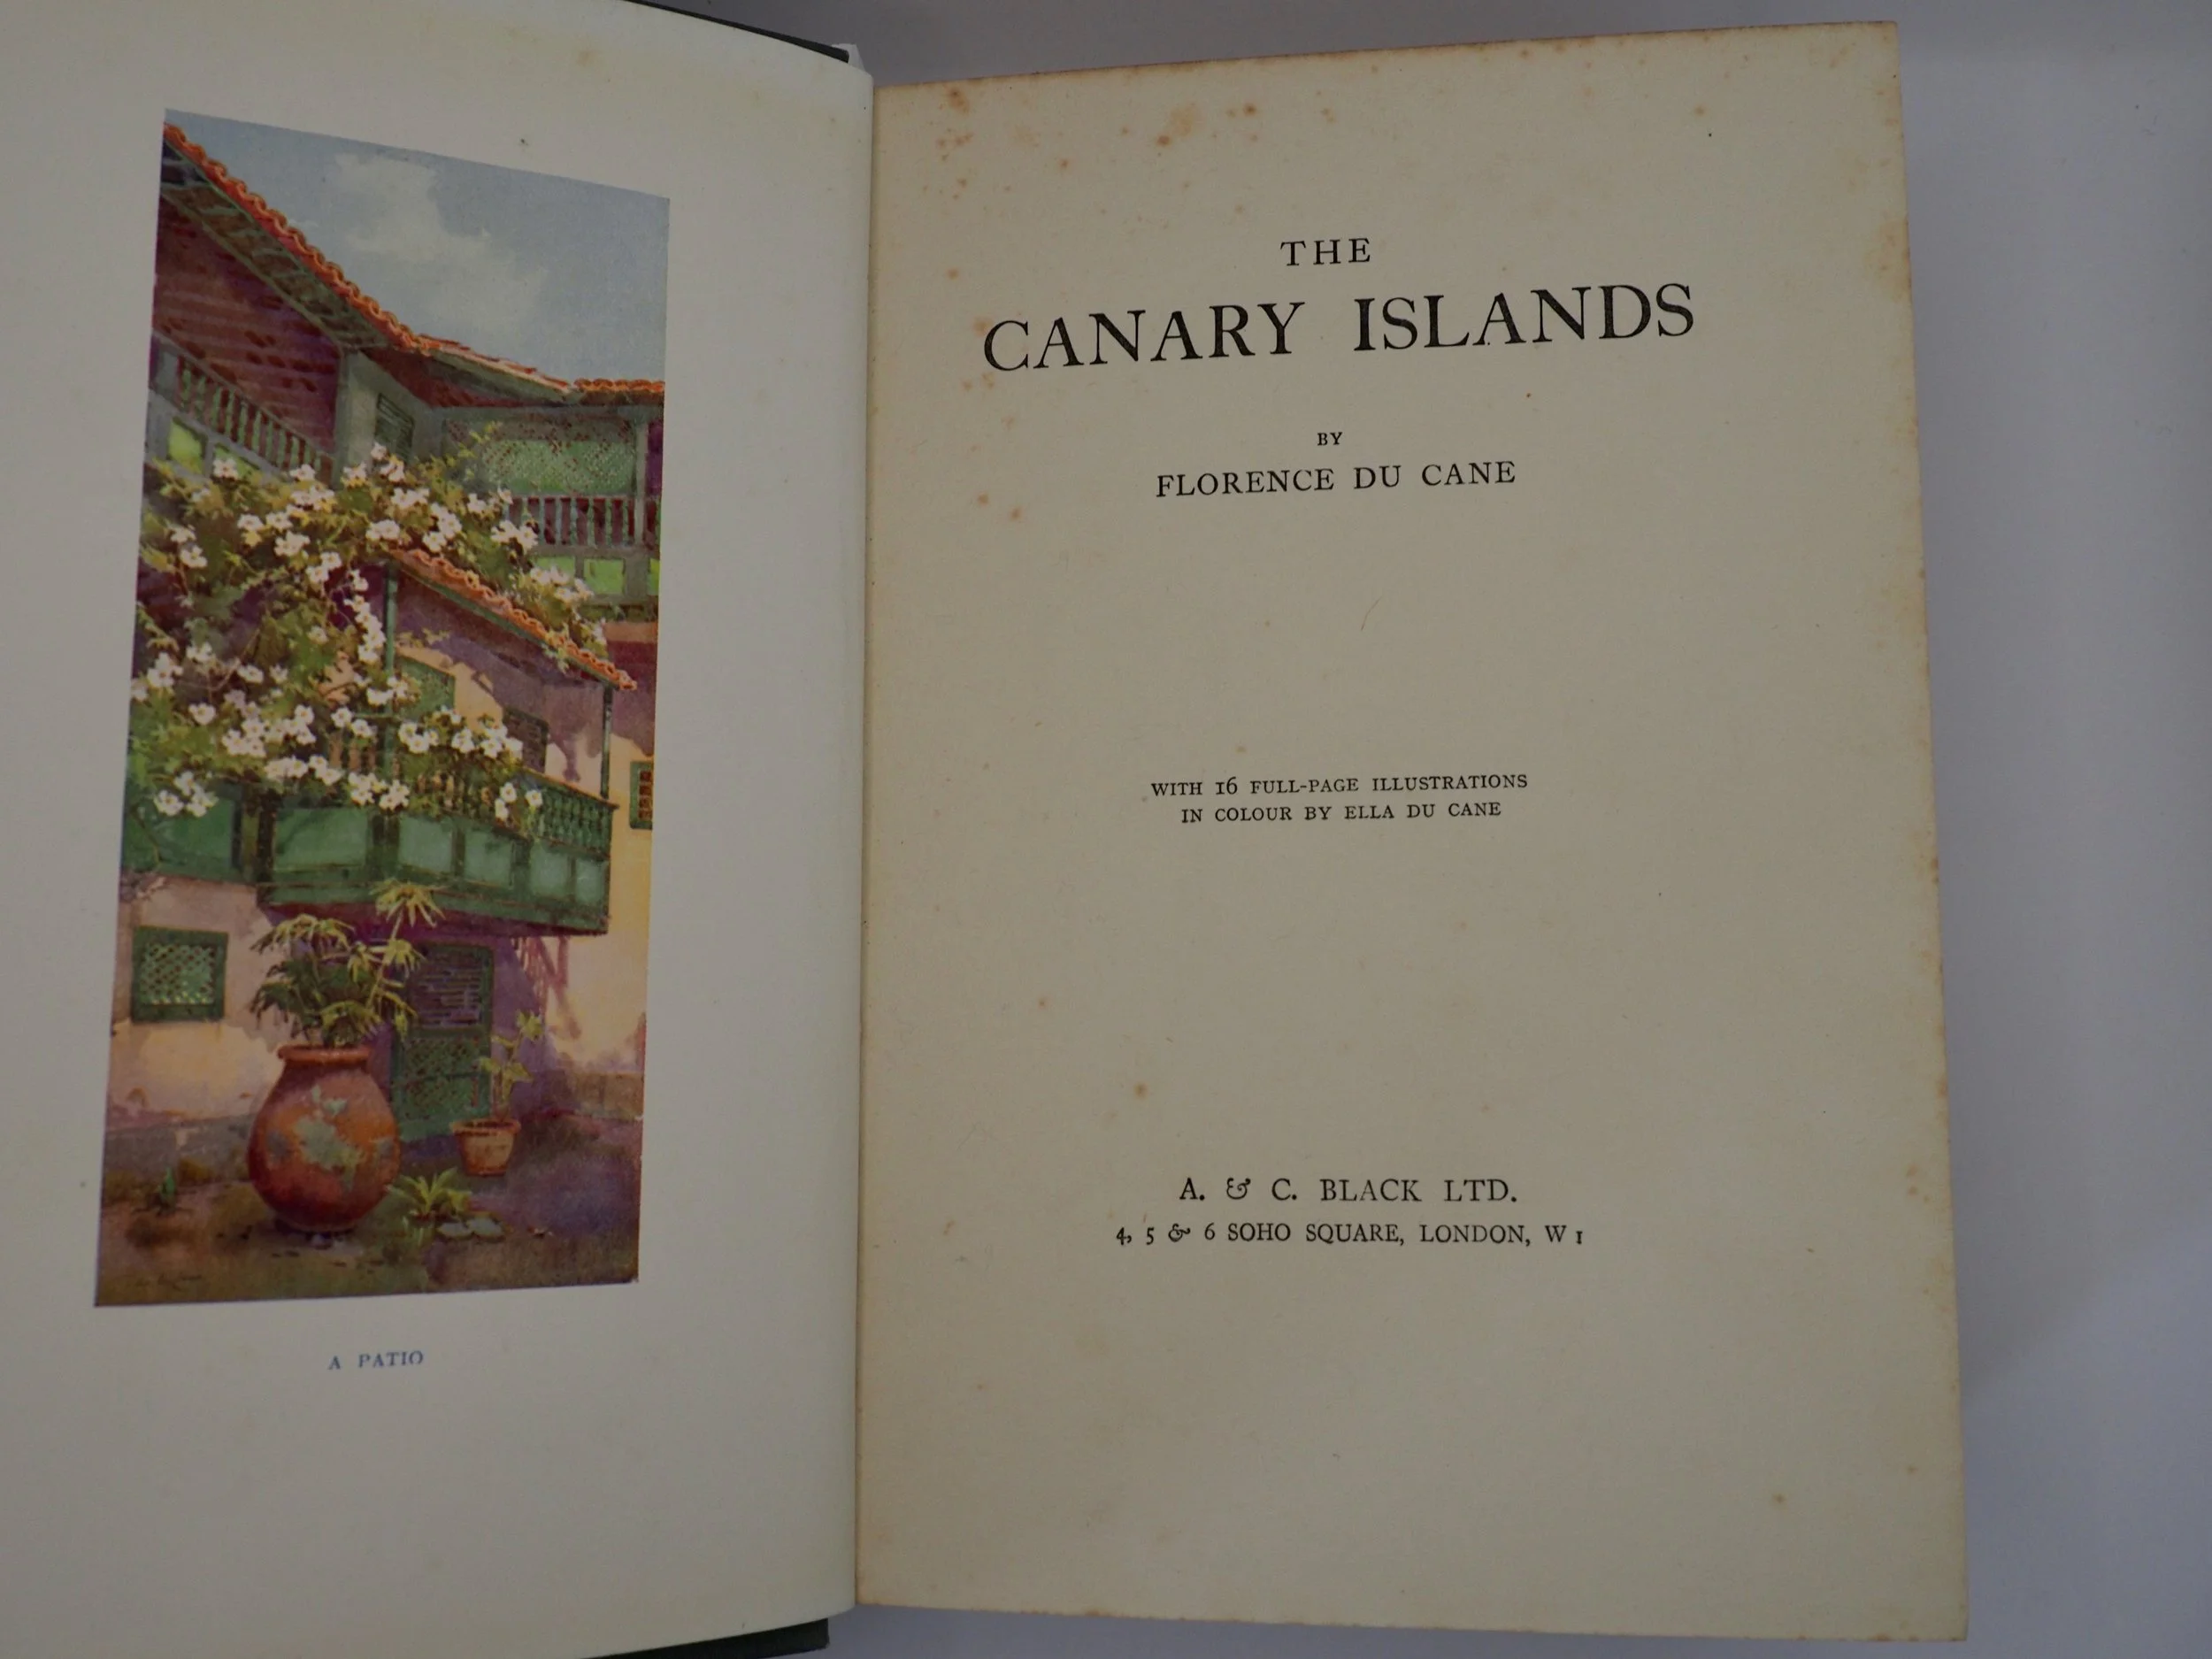 A PATIO
THE
CANARY ISLANDS
BY
FLORENCE DU CANE
WITH 16 FULL-PAGE ILLUSTRATIONS
IN COLOUR BY ELLA DU CANE
A. & C. BLACK LTD.
4, 5 & 6 SOHO SQUARE, LONDON, W 1